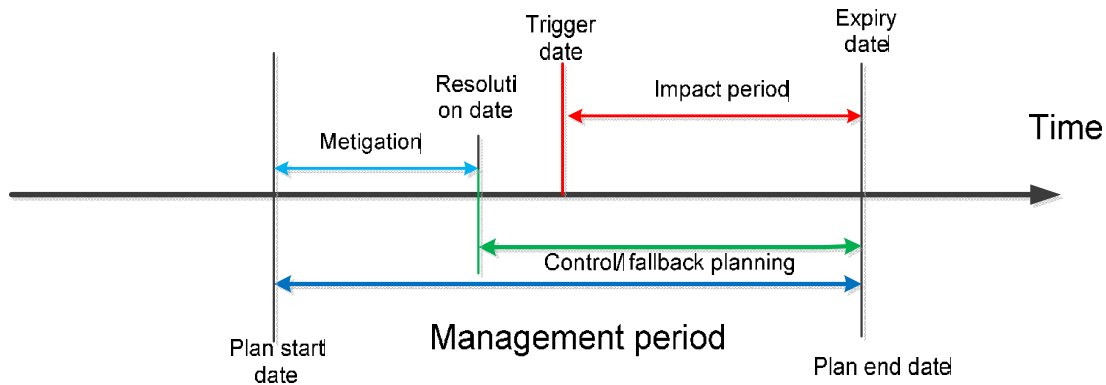 Trigger
date
Expiry
date
Resoluti
on date
Impact period
Time
Metigation
Control/ fallback planning
Management period
Plan start
date
Plan end date